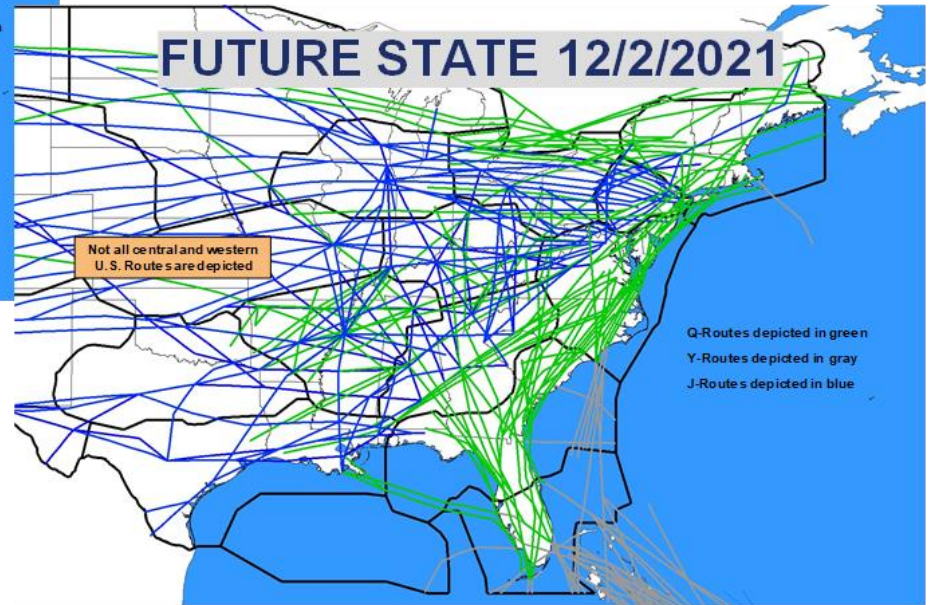 FUTURE STATE 12/2/2021
Not all central and western
U.S. Routes are depicted
Q-Routes depicted in green
Y-Routes depicted in gray
J-Routes depicted in blue